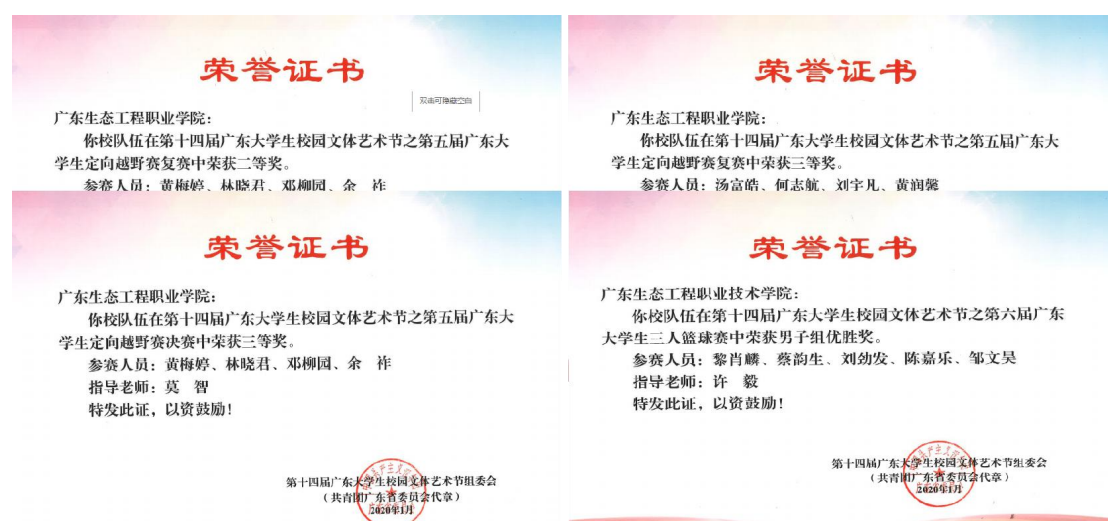 荣誉证书
双击可隐藏空白
广东生态工程职业学院：
你校队伍在第十四届广东大学生校园文体艺术节之第五届广东大
学生定向越野赛复赛中荣获二等奖。
参赛人员：黄梅婷、林晓君、邓柳园、余　祚
荣誉证书
广东生态工程职业学院：
你校队伍在第十四届广东大学生校园文体艺术节之第五届广东大
学生定向越野赛复赛中荣获三等奖。
参赛人员：汤富皓、何志航、刘宇凡、黄润馨
荣誉证书
广东生态工程职业学院：
你校队伍在第十四届广东大学生校园文体艺术节之第五届广东大
学生定向越野赛决赛中荣获三等奖。
参赛人员：黄梅婷、林晓君、邓柳园、余　祚
指导老师：莫　智
特发此证，以资鼓励！
第十四届广东大学生校园文体艺术节组委会
（共青团广东省委员会代章）
2020年1月
荣誉证书
广东生态工程职业技术学院：
你校队伍在第十四届广东大学生校园文体艺术节之第六届广东
大学生三人篮球赛中荣获男子组优胜奖。
参赛人员：黎肖麟、蔡韵生、刘劲发、陈嘉乐、邹文昊
指导老师：许　毅
特发此证，以资鼓励！
第十四届广东大学生校园文体艺术节组委会
（共青团广东省委员会代章）
2020年1月